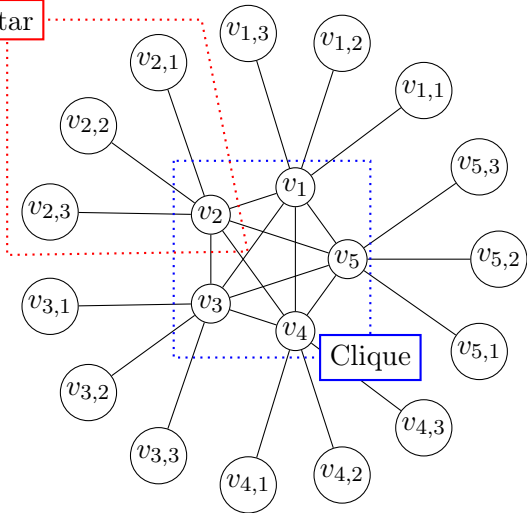 tar
v1,3
v1,2
v2,1
v1,1
v2,2
v5,3
v1
v2,3
v2
v5
v5,2
v3,1
v3
v4
Clique
v5,1
v3,2
v4,3
v3,3
v4,1
v4,2